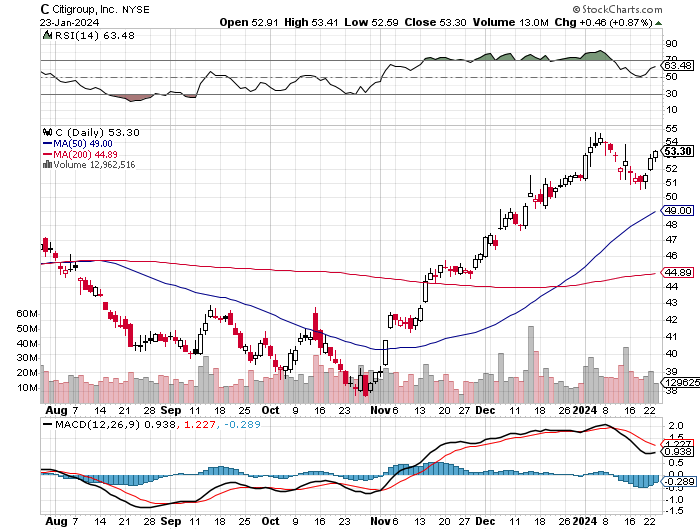 C Citigroup, Inc. NYSE © StockCharts.com
23-Jan-2024 Open 52.91 High 53.41 Low 52.59 Close 53.30 Volume 13.0M Chg +0.46 (+0.87%)
RSI(14) 63.48
90
70
63.48
50
30
10
C (Daily) 53.30
MA(50) 49.00
MA(200) 44.89
Volume 12,962,516
55
54
53.30
52
51
50
49.00
48
47
46
44.89
44
43
42
41
40
39
38
12962516
60M
50M
40M
30M
20M
10M
Aug 7 14 21 28 Sep 11 18 25 Oct 9 16 23 Nov 6 13 20 27 Dec 11 18 26 2024 8 16 22
MACD(12,26,9) 0.938, 1.227, -0.289
2.0
1.5
1.227
0.938
0.5
0.0
-0.289
-1.0
-1.5
Aug 7 14 21 28 Sep 11 18 25 Oct 9 16 23 Nov 6 13 20 27 Dec 11 18 26 2024 8 16 22